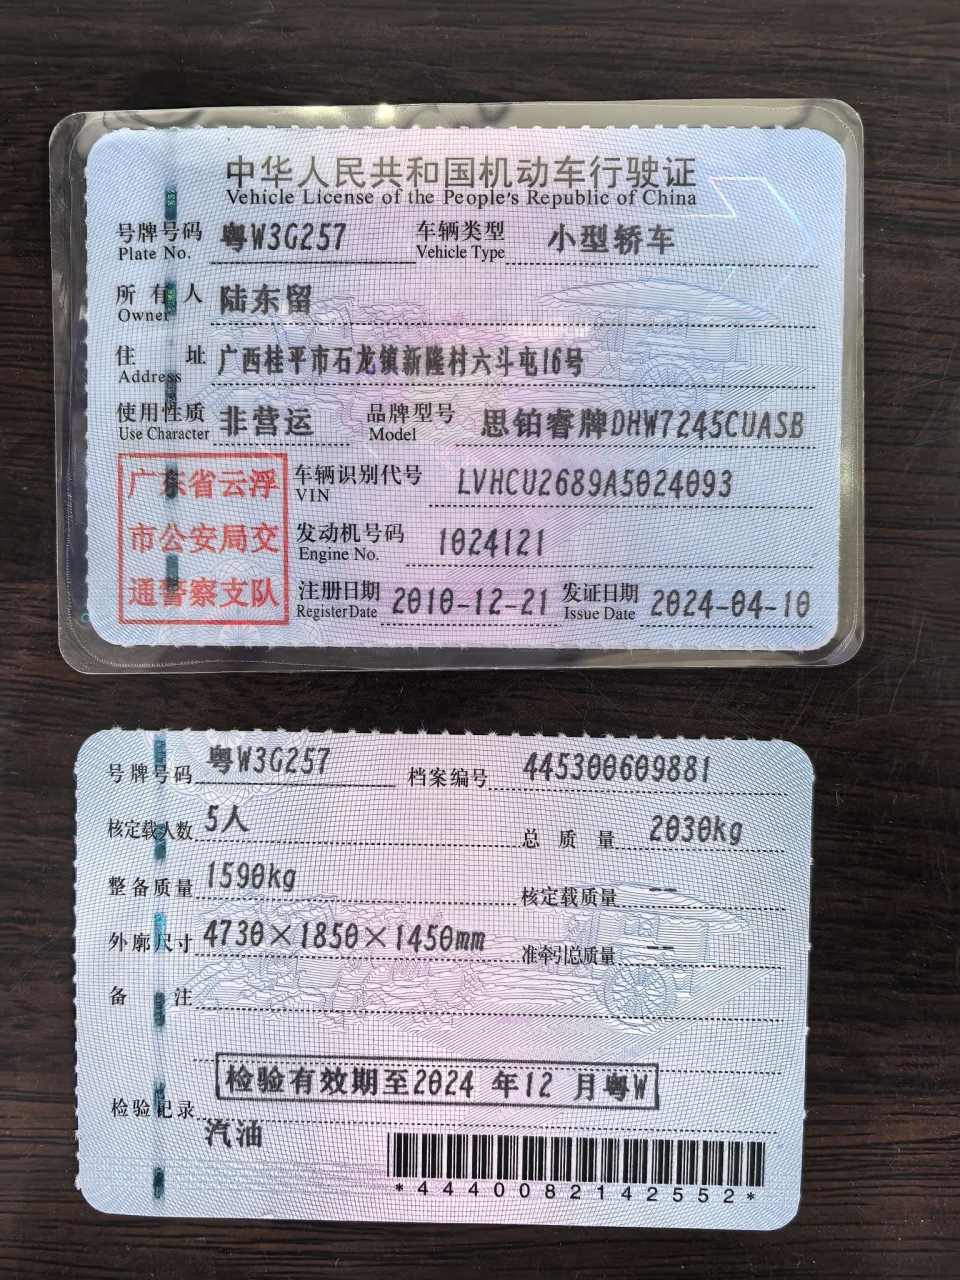 中华人民共和国机动车行驶证
Vehicle License of the People's Republic of China
号牌号码 粤W3G257 车辆类型 小型轿车
Plate No. Vehicle Type
所有人 陆东留
Owner
住址 广西桂平市石龙镇新隆村六斗屯16号
Address
使用性质 非营运 品牌型号 思铂睿牌DHW7245CUASB
Use Character Model
广东省云浮
市公安局交
通警察支队
车辆识别代号 LVHCU2689A5024093
VIN
发动机号码 1024121
Engine No.
注册日期 2010-12-21 发证日期 2024-04-10
Register Date Issue Date
号牌号码 粤W3G257 档案编号 445300609881
核定载人数 5人 总质量 2030kg
整备质量 1590kg 核定载质量 --
外廓尺寸 4730×1850×1450mm 准牵引总质量 --
备注
检验有效期至2024 年12 月粤W
检验记录
汽油
*4440082142552*